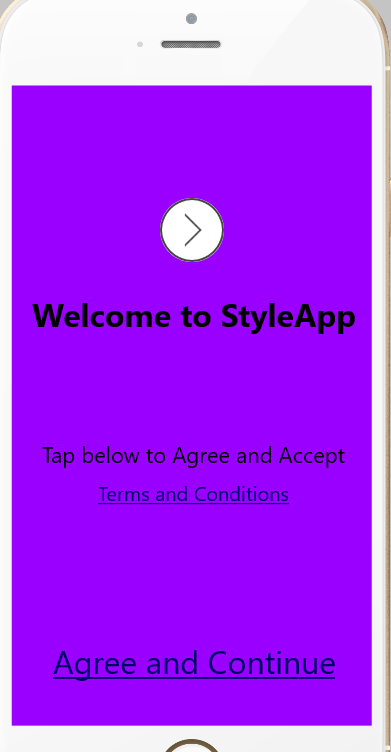 Welcome to StyleApp
Tap below to Agree and Accept
Terms and Conditions
Agree and Continue